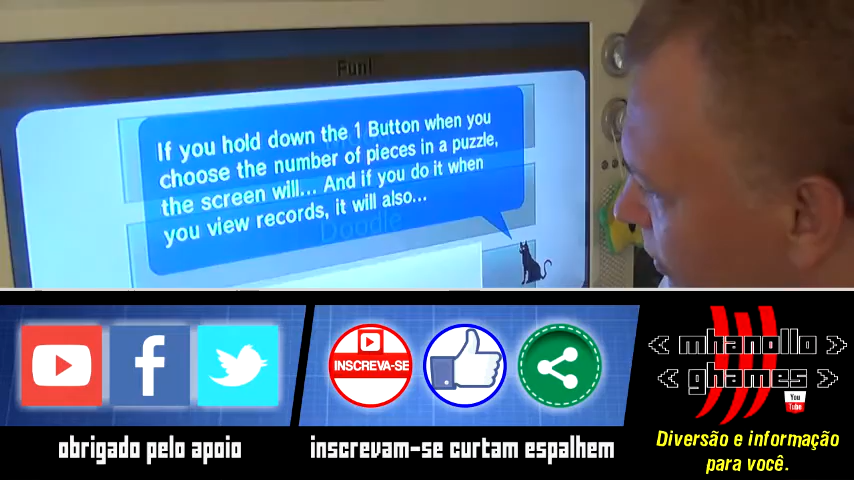 Fun!
If you hold down the 1 Button when you
choose the number of pieces in a puzzle,
the screen will... And if you do it when
you view records, it will also...
Doodle
INSCREVA-SE
obrigado pelo apoio
inscrevam-se curtam espalhem
< mhanollo >
< ghames >
You
Tube
Diversão e informação
para você.